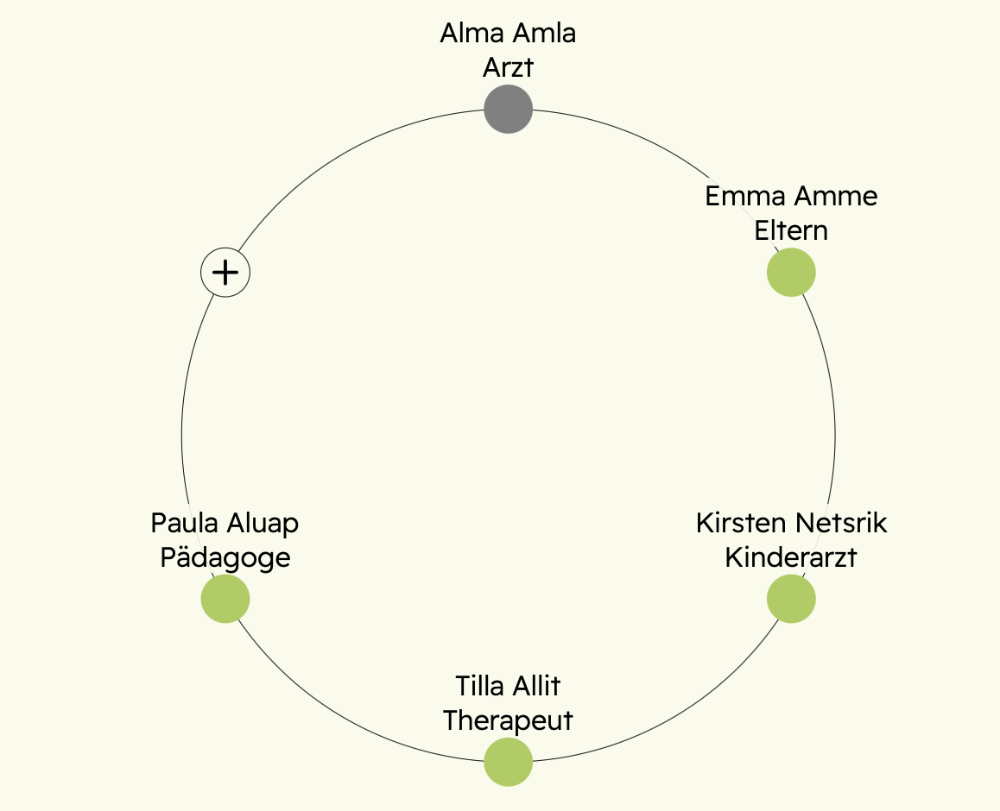 Alma Amla
Arzt
Emma Amme
Eltern
Paula Aluap
Pädagoge
Kirsten Netsrik
Kinderarzt
Tilla Allit
Therapeut